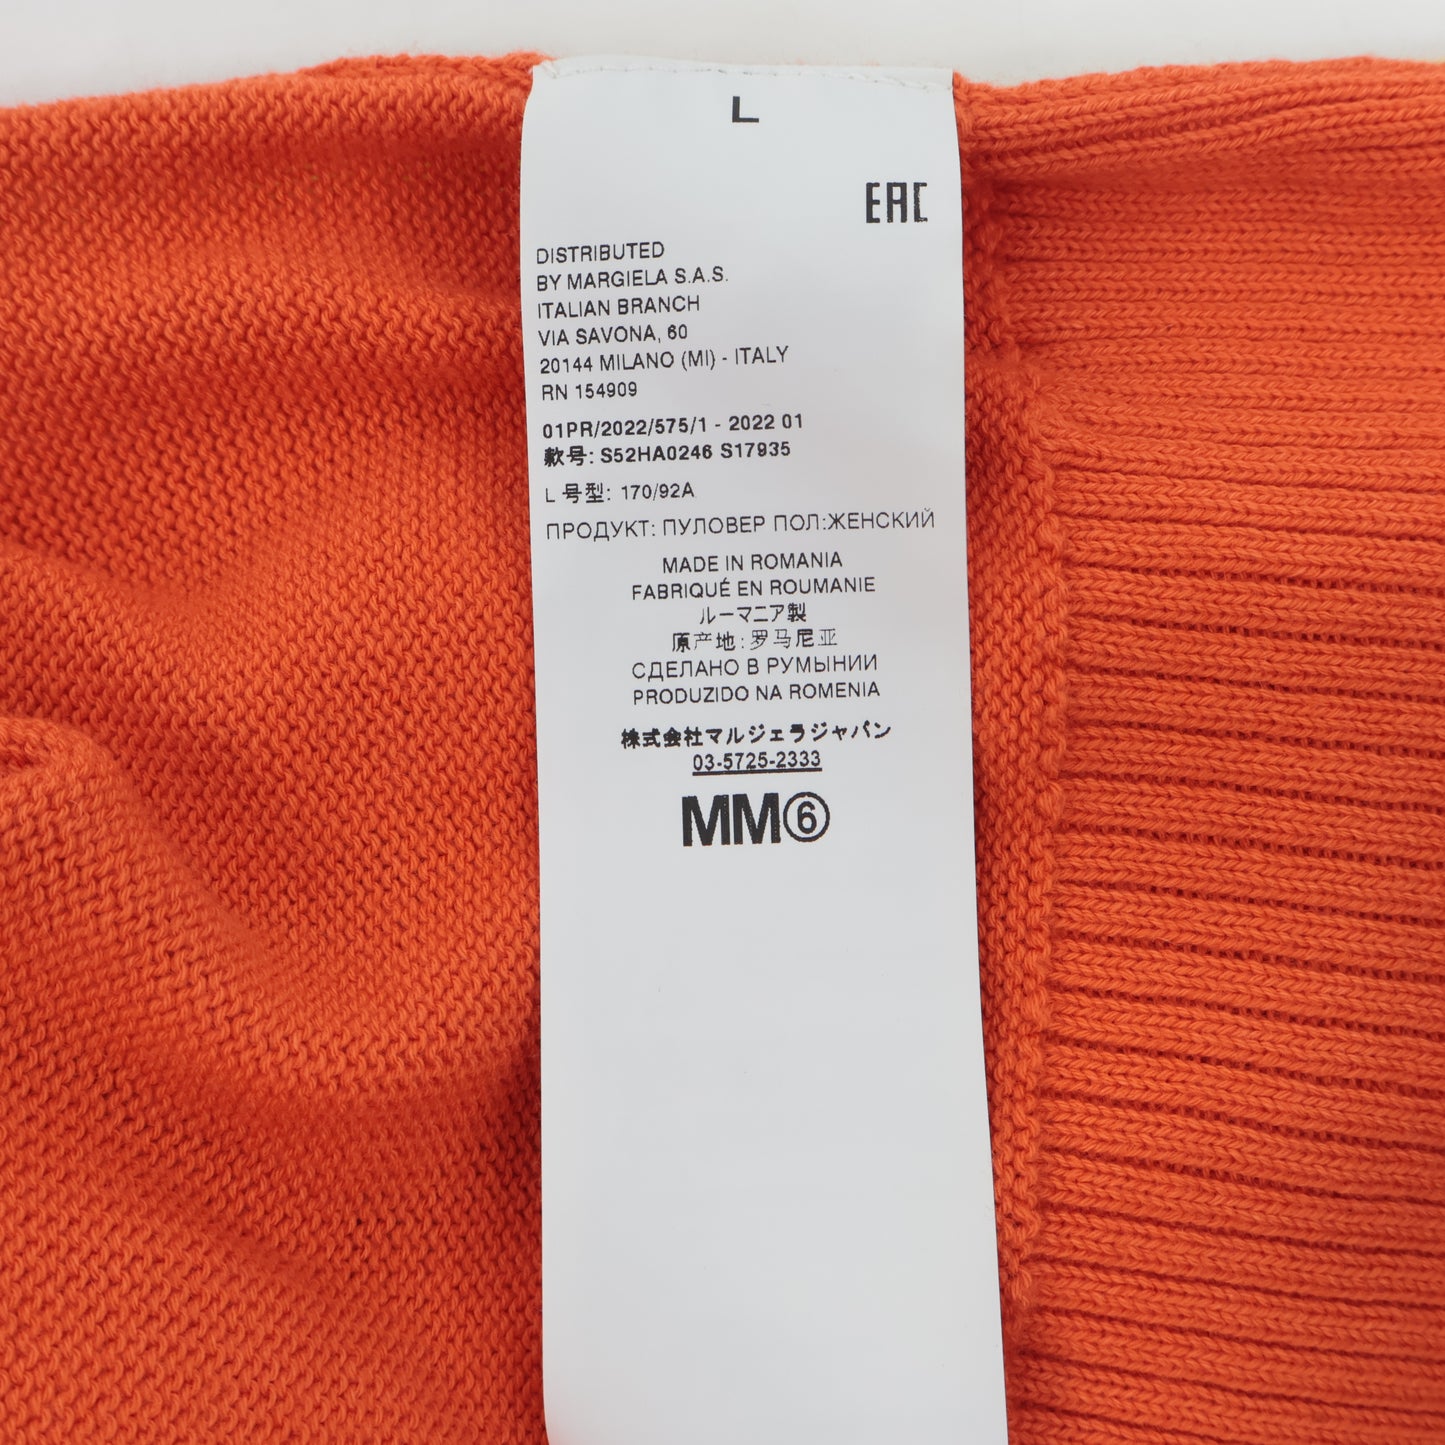 L
EAC
DISTRIBUTED
BY MARGIELA S.A.S.
ITALIAN BRANCH
VIA SAVONA, 60
20144 MILANO (MI) - ITALY
RN 154909
01PR/2022/575/1 - 2022 01
款号: S52HA0246 S17935
L 号型: 170/92A
ПРОДУКТ: ПУЛОВЕР ПОЛ:ЖЕНСКИЙ
MADE IN ROMANIA
FABRIQUÉ EN ROUMANIE
ルーマニア製
原产地:罗马尼亚
СДЕЛАНО В РУМЫНИИ
PRODUZIDO NA ROMENIA
株式会社マルジェラジャパン
03-5725-2333
MM⑥